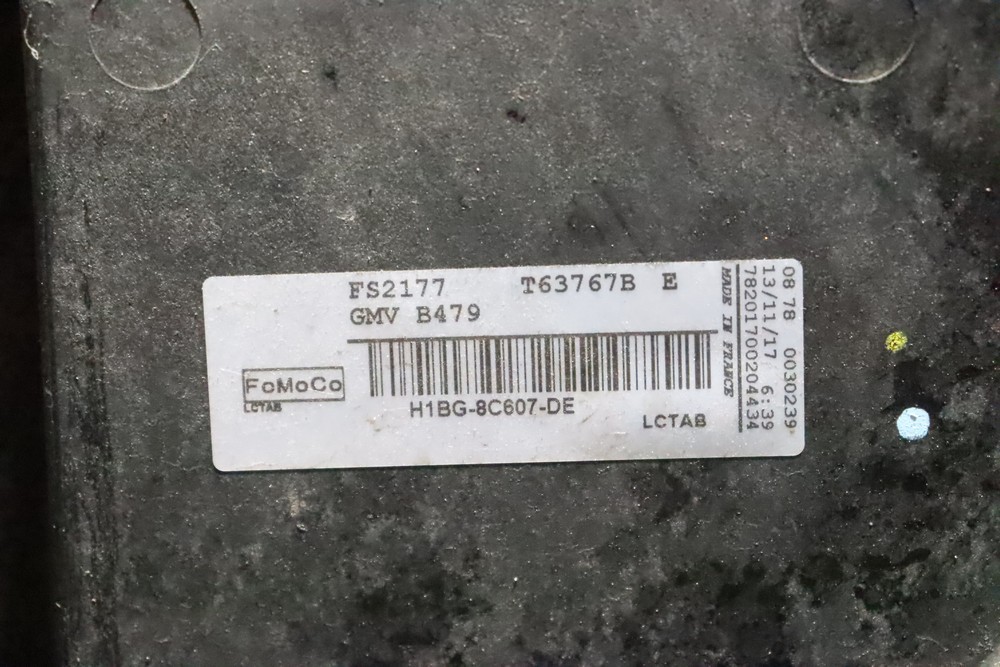 FS2177 T63767B E
GMV B479
FoMoCo
LCTAB
H1BG-8C607-DE
LCTAB
MADE IN FRANCE
78201700204434
13/11/17 6:39
08 78 0030239